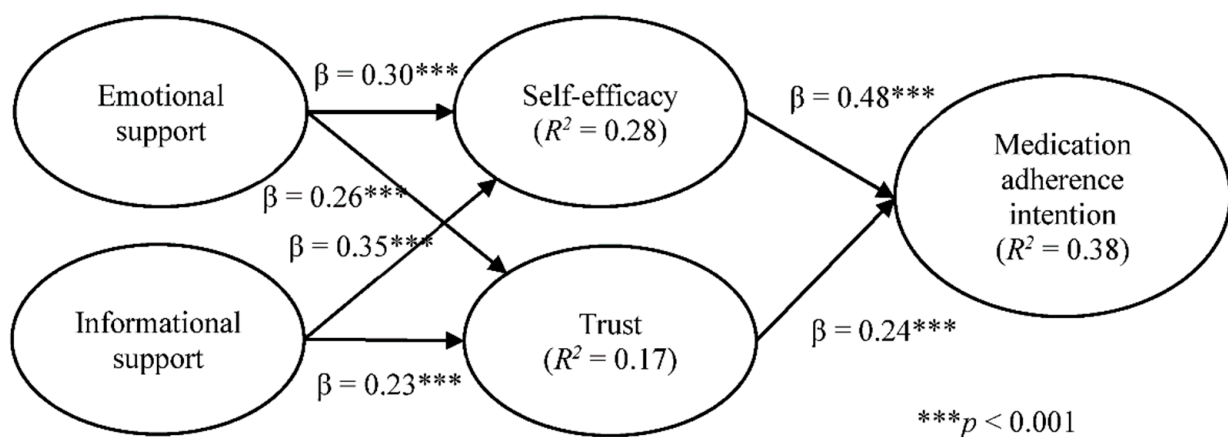 Emotional
support
β = 0.30***
Self-efficacy
(R² = 0.28)
β = 0.48***
Medication
adherence
intention
(R² = 0.38)
β = 0.26***
β = 0.35***
Informational
support
Trust
(R² = 0.17)
β = 0.24***
β = 0.23***
***p < 0.001